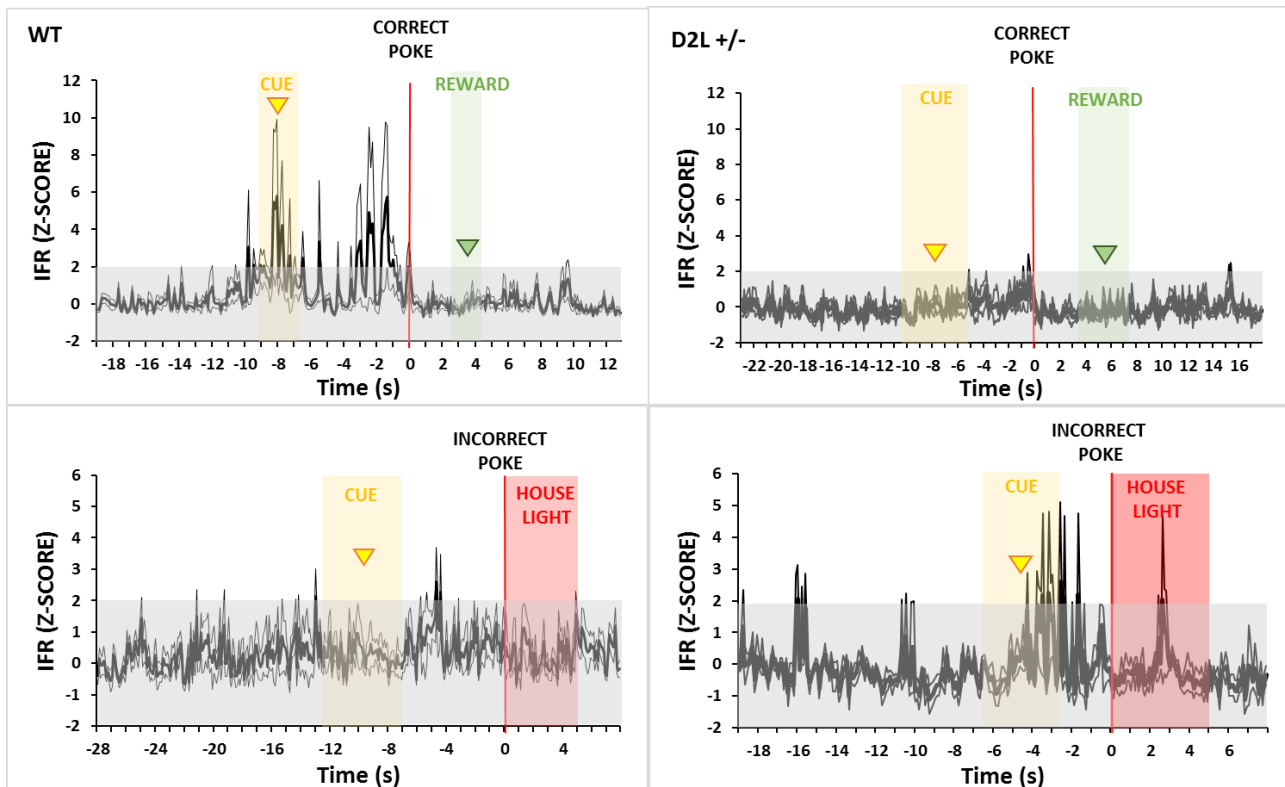 WT
CORRECT
POKE
CUE
REWARD
12
10
8
6
4
2
0
-2
IFR (Z-SCORE)
-18 -16 -14 -12 -10 -8 -6 -4 -2 0 2 4 6 8 10 12
Time (s)
D2L +/-
CORRECT
POKE
CUE
REWARD
12
10
8
6
4
2
0
-2
IFR (Z-SCORE)
-22 -20 -18 -16 -14 -12 -10 -8 -6 -4 -2 0 2 4 6 8 10 12 14 16
Time (s)
INCORRECT
POKE
CUE
HOUSE
LIGHT
6
5
4
3
2
1
0
-1
-2
IFR (Z-SCORE)
-28 -24 -20 -16 -12 -8 -4 0 4
Time (s)
INCORRECT
POKE
CUE
HOUSE
LIGHT
6
5
4
3
2
1
0
-1
-2
IFR (Z-SCORE)
-18 -16 -14 -12 -10 -8 -6 -4 -2 0 2 4 6
Time (s)